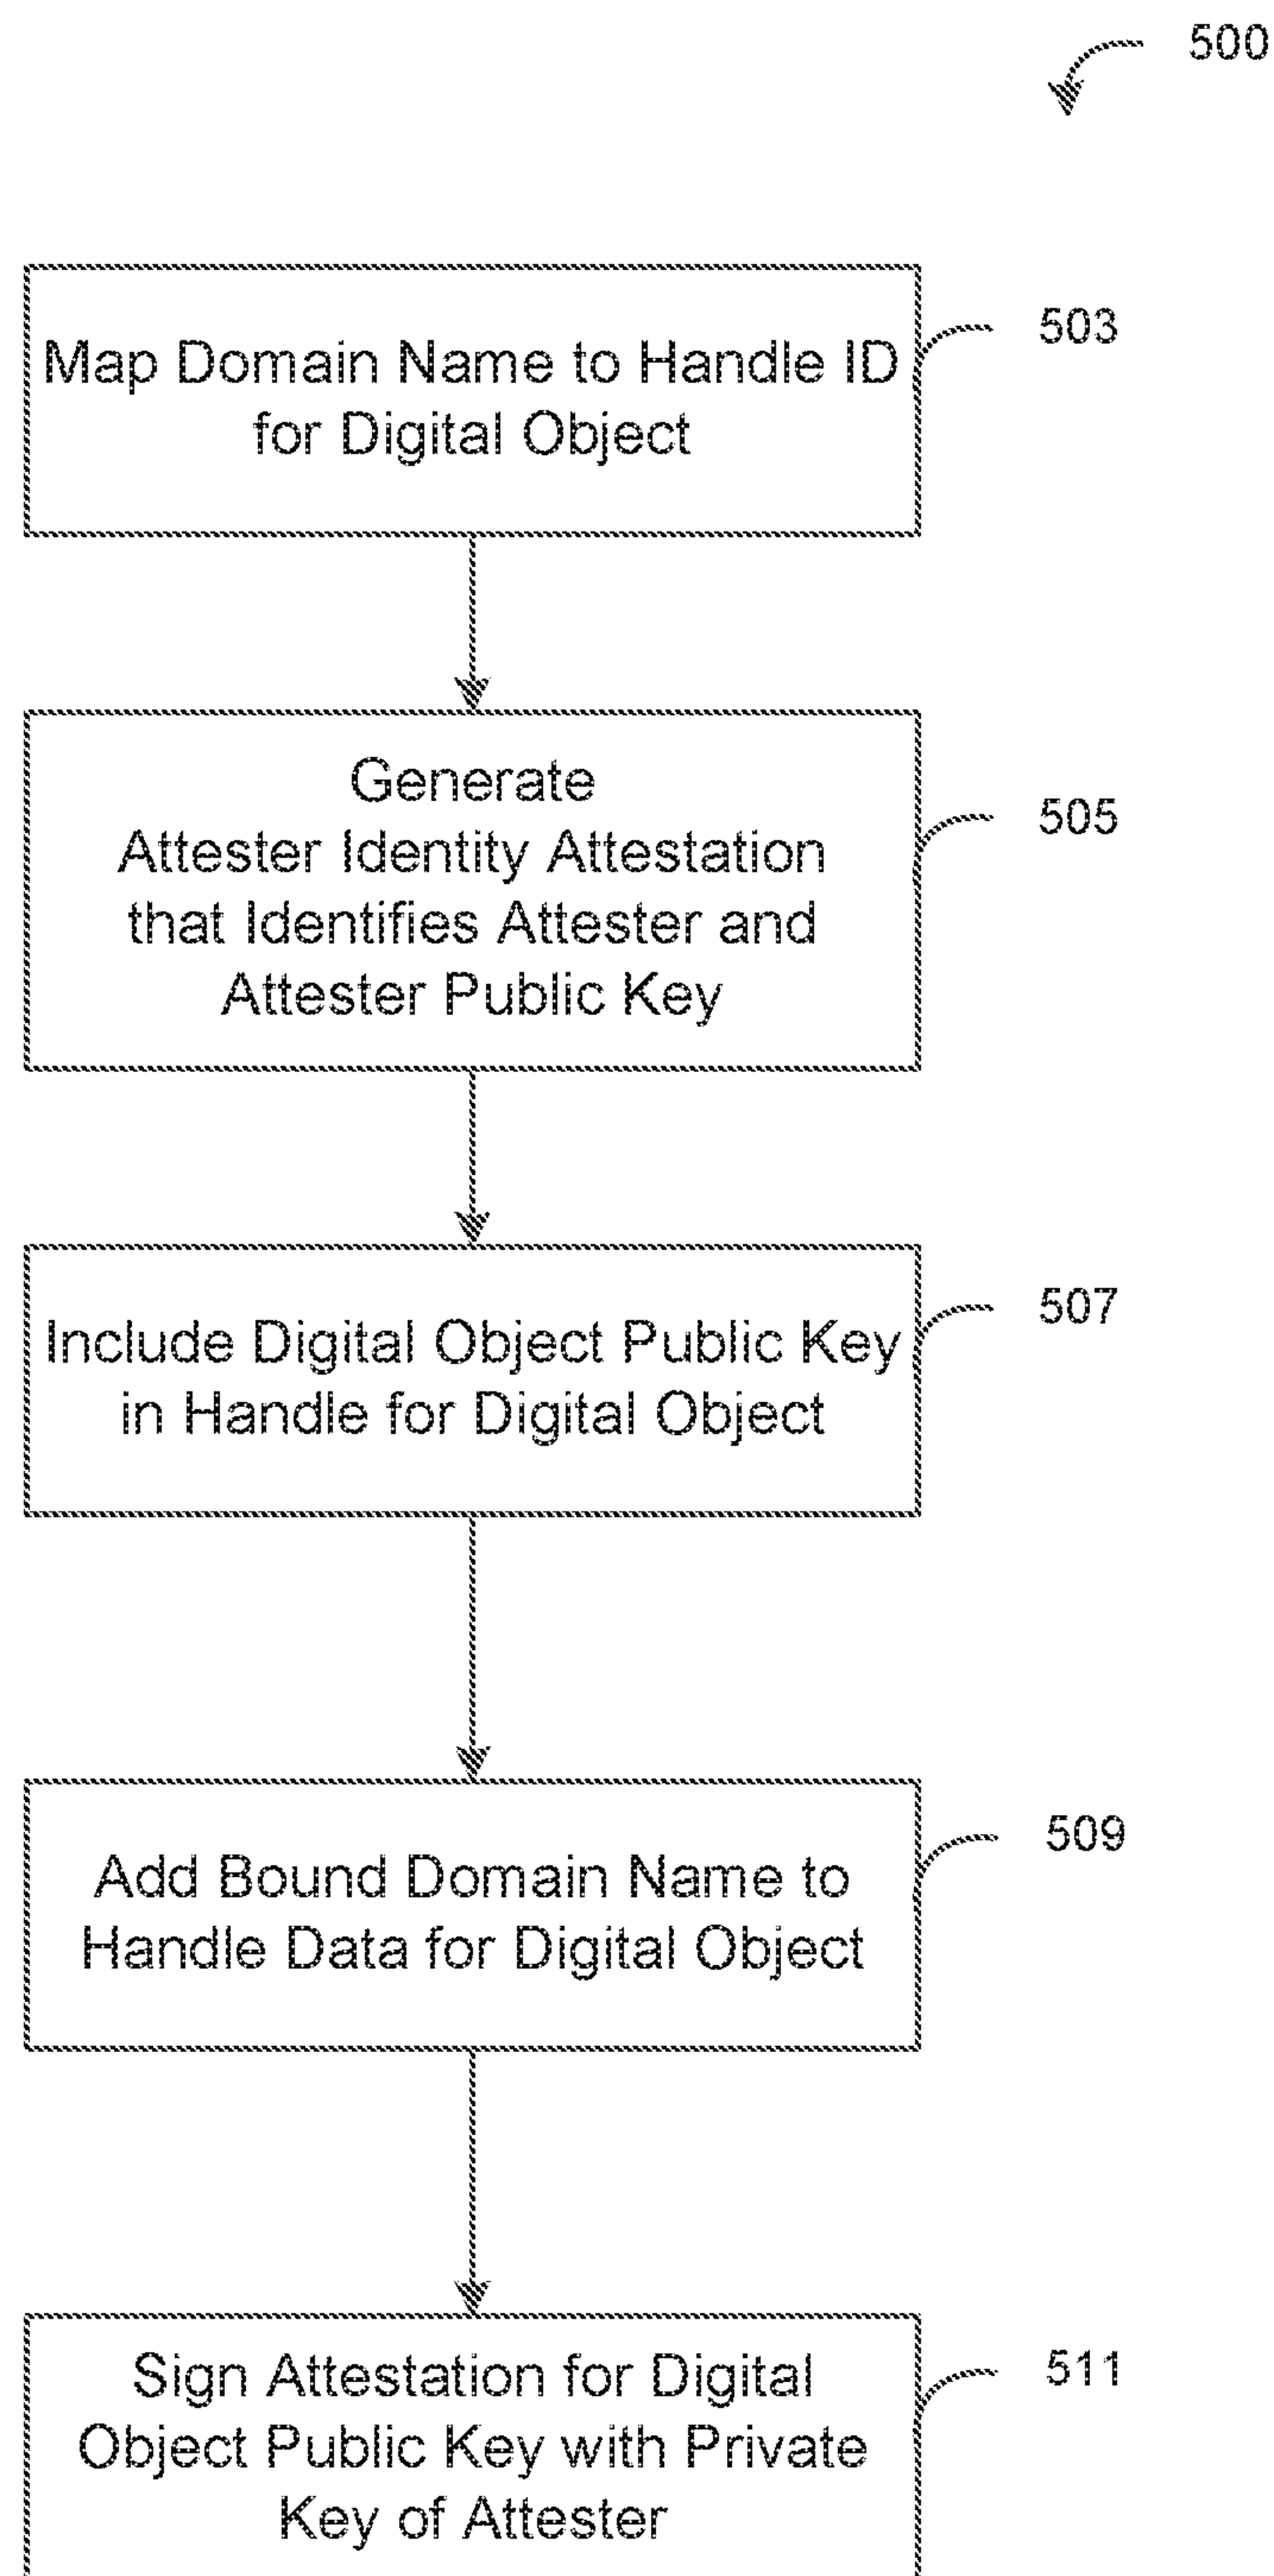 500
Map Domain Name to Handle ID
for Digital Object
503
Generate
Attester Identity Attestation
that Identifies Attester and
Attester Public Key
505
Include Digital Object Public Key
in Handle for Digital Object
507
Add Bound Domain Name to
Handle Data for Digital Object
509
Sign Attestation for Digital
Object Public Key with Private
Key of Attester
511